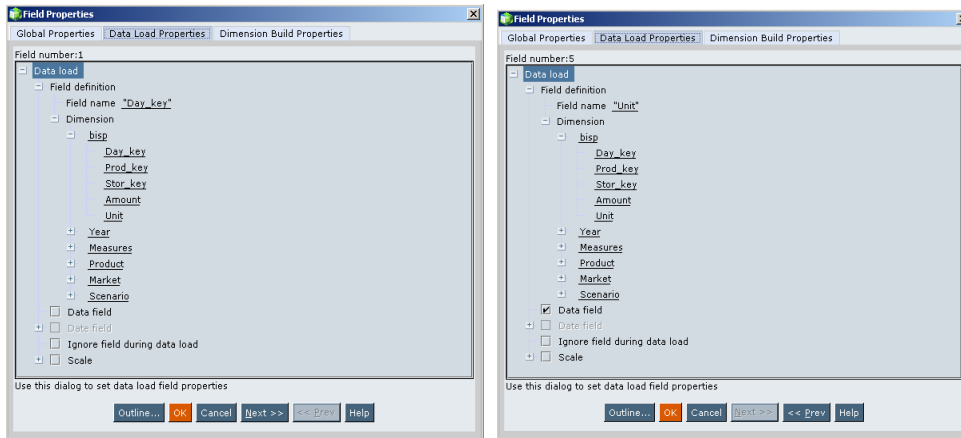 Field Properties
Global Properties Data Load Properties Dimension Build Properties
Field number:1
Data load
Field definition
Field name "Day_key"
Dimension
bisp
Day_key
Prod_key
Stor_key
Amount
Unit
Year
Measures
Product
Market
Scenario
Data field
Date field
Ignore field during data load
Scale
Use this dialog to set data load field properties
Outline... OK Cancel Next >> << Prev Help
Field Properties
Global Properties Data Load Properties Dimension Build Properties
Field number:5
Data load
Field definition
Field name "Unit"
Dimension
bisp
Day_key
Prod_key
Stor_key
Amount
Unit
Year
Measures
Product
Market
Scenario
Data field
Date field
Ignore field during data load
Scale
Use this dialog to set data load field properties
Outline... OK Cancel Next >> << Prev Help